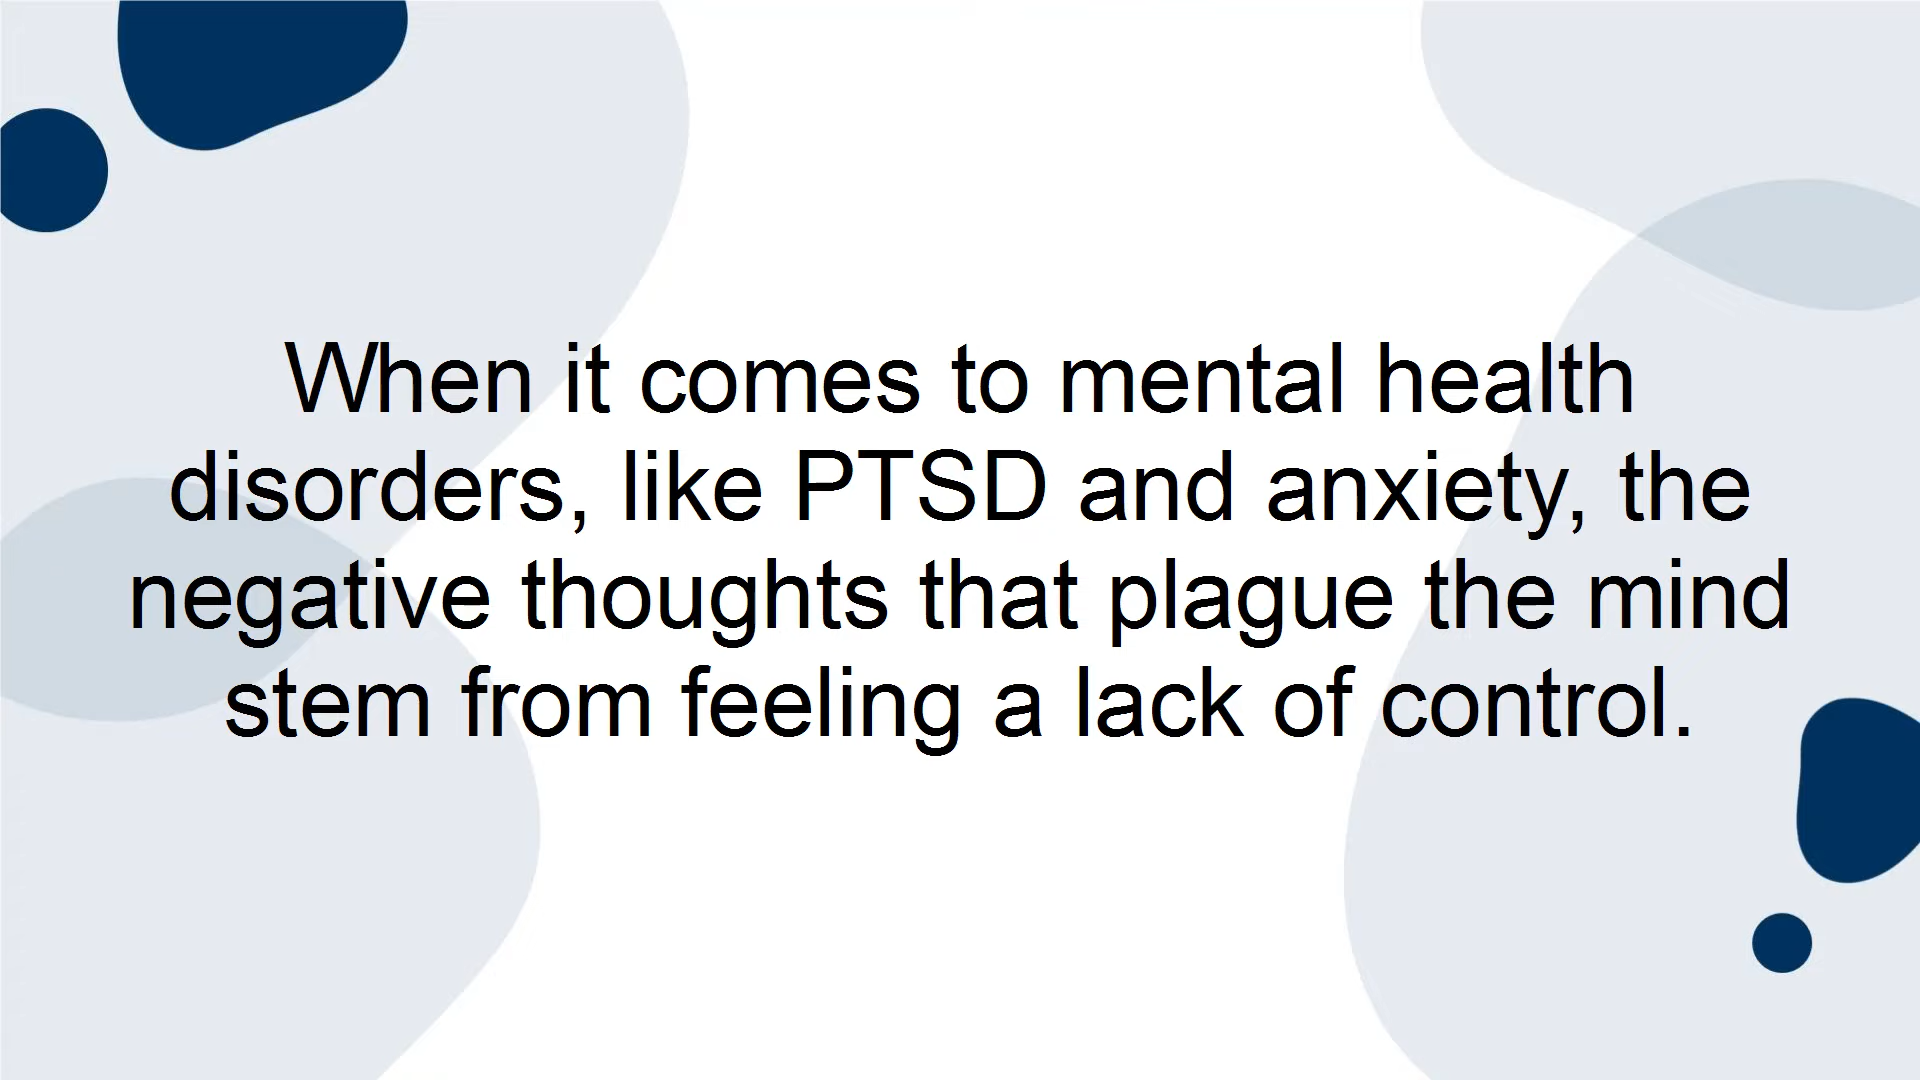 When it comes to mental health
disorders, like PTSD and anxiety, the
negative thoughts that plague the mind
stem from feeling a lack of control.